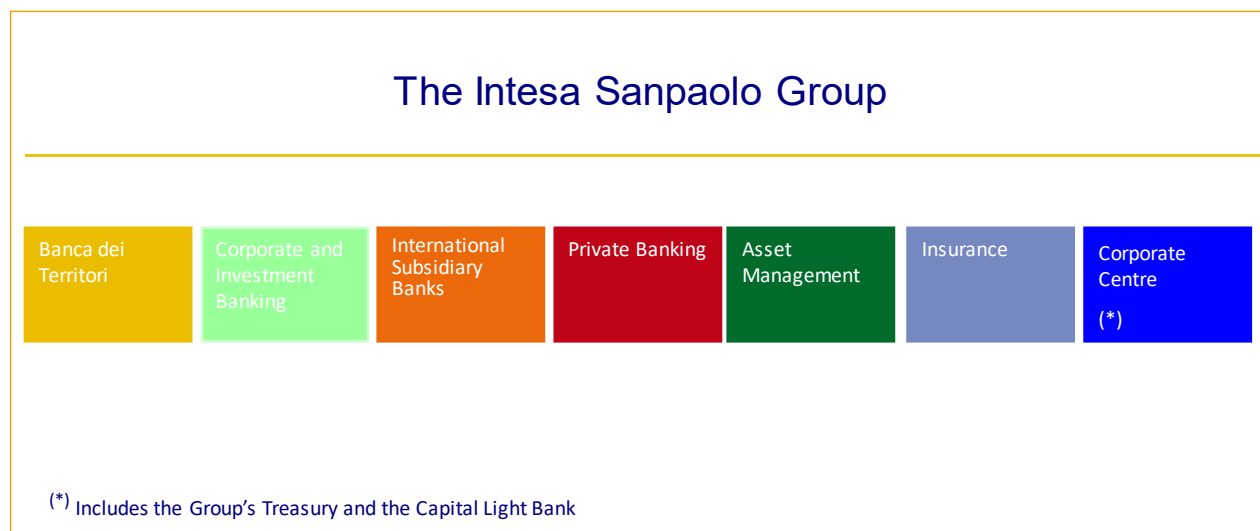 The Intesa Sanpaolo Group
Banca dei
Territori
Corporate and
Investment
Banking
International
Subsidiary
Banks
Private Banking
Asset
Management
Insurance
Corporate
Centre
(*)
(*) Includes the Group’s Treasury and the Capital Light Bank